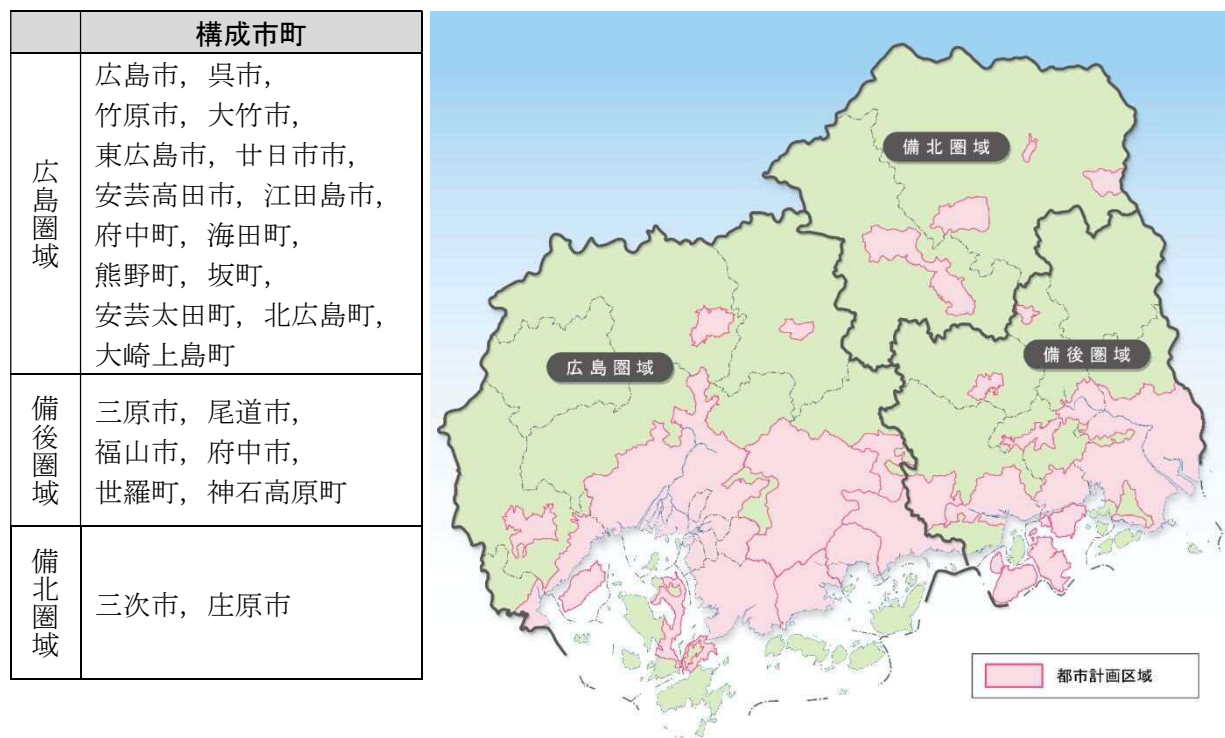 構成市町
広島圏域
広島市，呉市，
竹原市，大竹市，
東広島市，廿日市市，
安芸高田市，江田島市，
府中町，海田町，
熊野町，坂町，
安芸太田町，北広島町，
大崎上島町
備後圏域
三原市，尾道市，
福山市，府中市，
世羅町，神石高原町
備北圏域
三次市，庄原市
備北圏域
広島圏域
備後圏域
都市計画区域